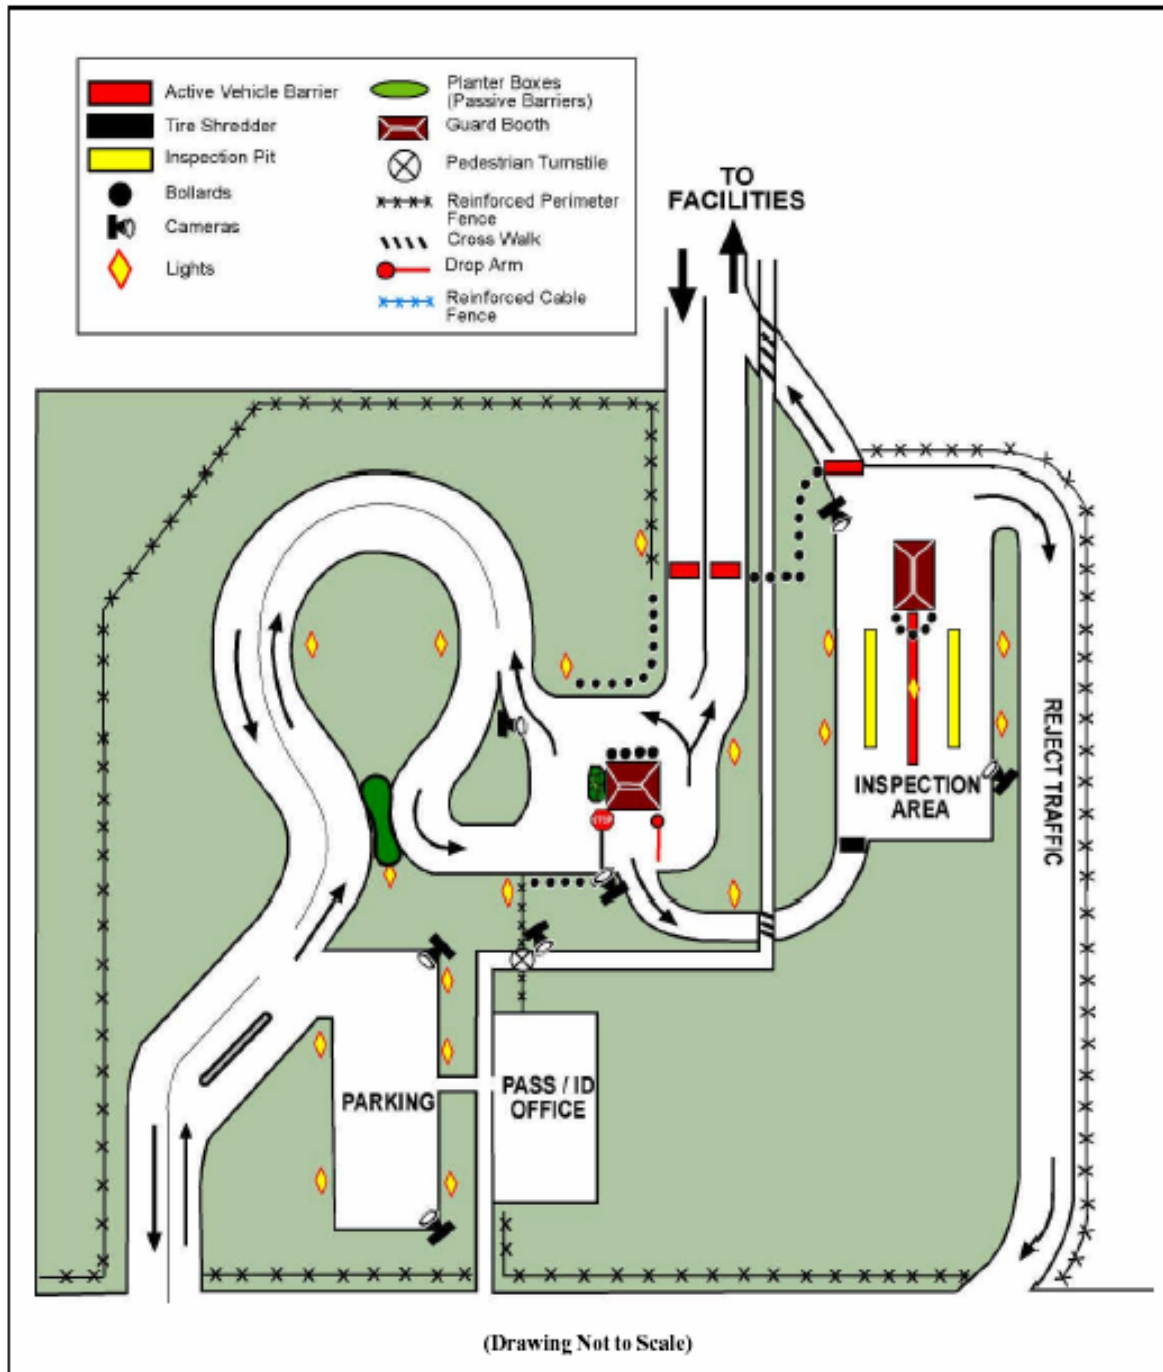 Active Vehicle Barrier
Tire Shredder
Inspection Pit
Bollards
Cameras
Lights
Planter Boxes
(Passive Barriers)
Guard Booth
Pedestrian Turnstile
Reinforced Perimeter
Fence
Cross Walk
Drop Arm
Reinforced Cable
Fence
TO
FACILITIES
STOP
INSPECTION
AREA
REJECT TRAFFIC
PARKING
PASS / ID
OFFICE
(Drawing Not to Scale)